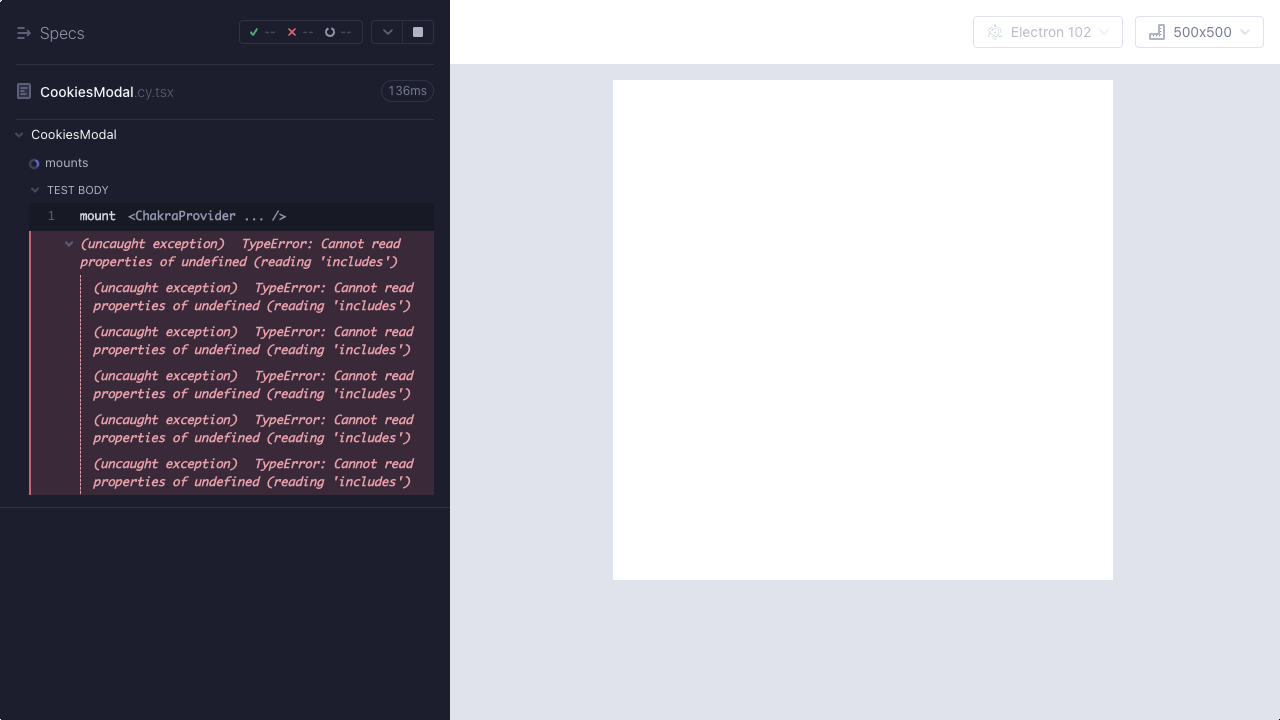 Specs
-- -- --
Electron 102
500x500
CookiesModal.cy.tsx
136ms
CookiesModal
mounts
TEST BODY
1 mount <ChakraProvider ... />
(uncaught exception) TypeError: Cannot read
properties of undefined (reading 'includes')
(uncaught exception) TypeError: Cannot read
properties of undefined (reading 'includes')
(uncaught exception) TypeError: Cannot read
properties of undefined (reading 'includes')
(uncaught exception) TypeError: Cannot read
properties of undefined (reading 'includes')
(uncaught exception) TypeError: Cannot read
properties of undefined (reading 'includes')
(uncaught exception) TypeError: Cannot read
properties of undefined (reading 'includes')